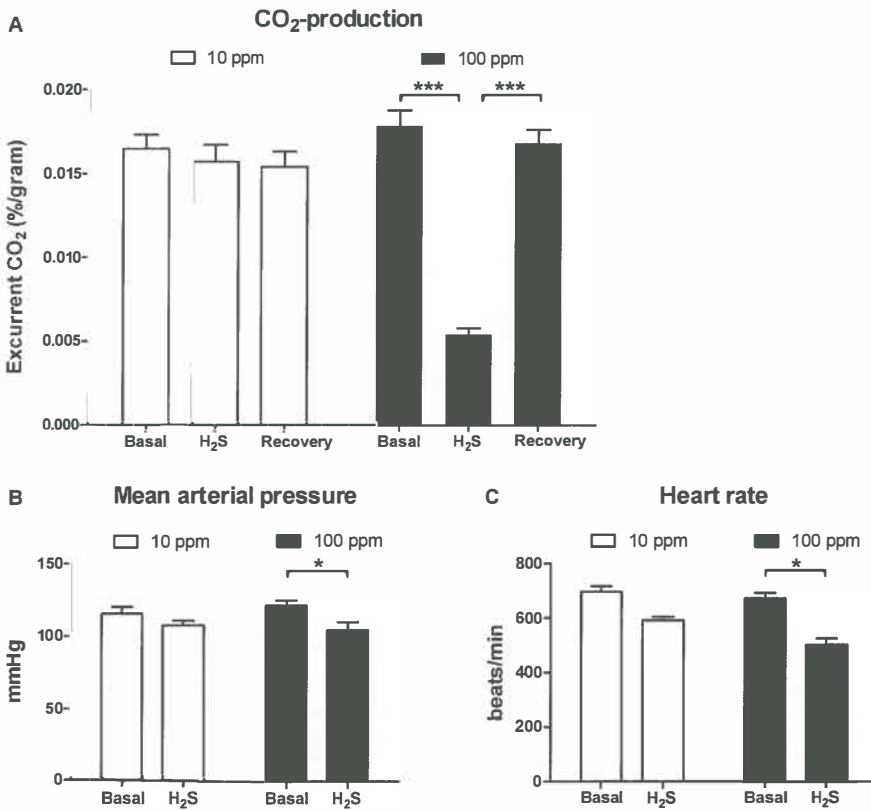 A
CO₂-production
10 ppm
100 ppm
*** ***
0.020
0.015
0.010
0.005
0.000
Excurrent CO₂ (%/gram)
Basal H₂S Recovery Basal H₂S Recovery
B
Mean arterial pressure
10 ppm
100 ppm
*
150
100
50
0
mmHg
Basal H₂S Basal H₂S
C
Heart rate
10 ppm
100 ppm
*
800
600
400
200
0
beats/min
Basal H₂S Basal H₂S